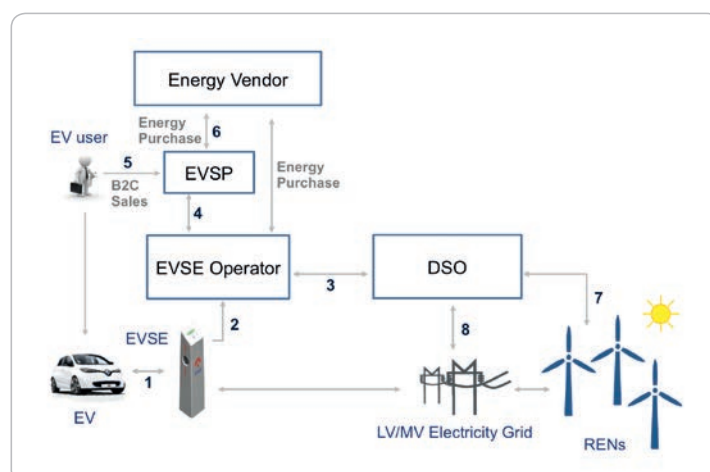 Energy Vendor
Energy
Purchase
6
EV user
5
EVSP
Energy
Purchase
B2C
Sales
4
EVSE Operator
DSO
3
7
EVSE
2
8
1
EV
LV/MV Electricity Grid
RENs